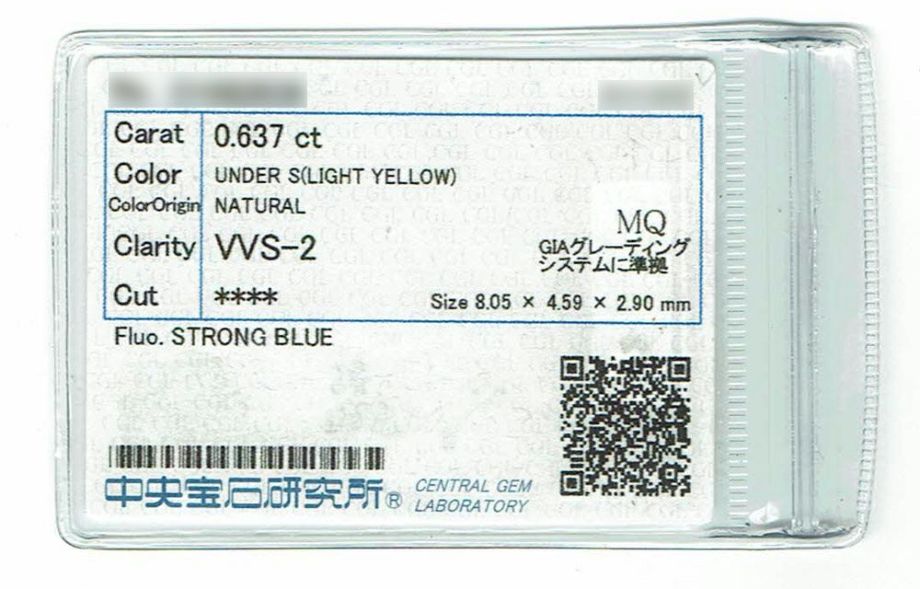 Carat 0.637 ct
Color UNDER S(LIGHT YELLOW)
ColorOrigin NATURAL
MQ
Clarity VVS-2
GIAグレーディング
システムに準拠
Cut ****
Size 8.05 × 4.59 × 2.90 mm
Fluo. STRONG BLUE
中央宝石研究所® CENTRAL GEM
LABORATORY